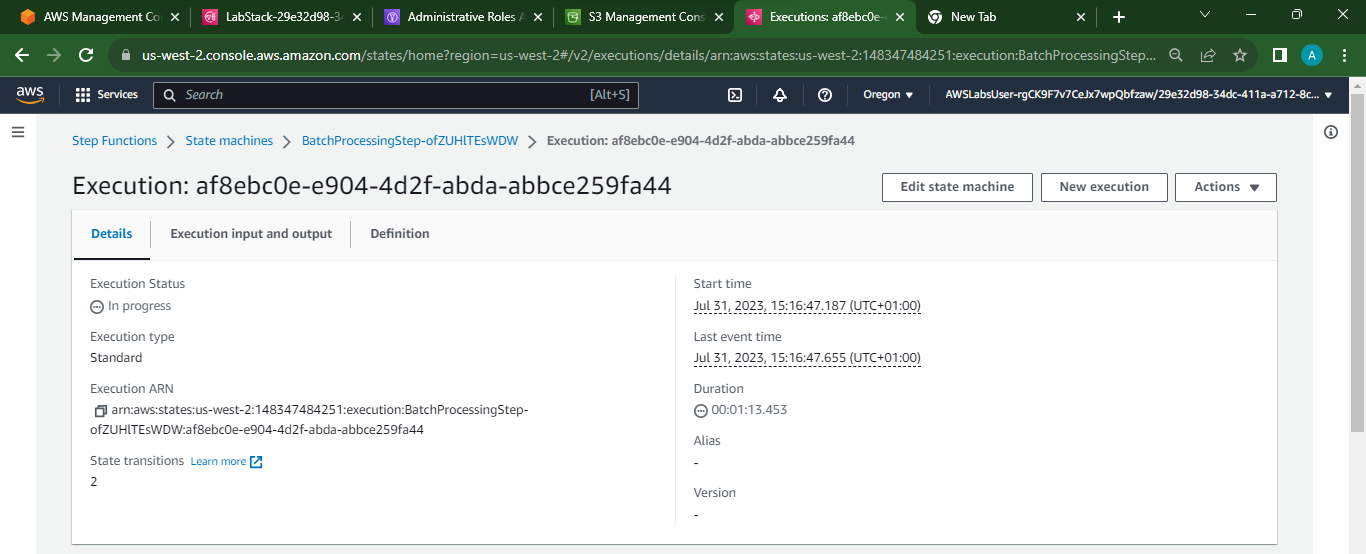 AWS Management Co
LabStack-29e32d98-34
Administrative Roles A
S3 Management Cons
Executions: af8ebc0e-e
New Tab
us-west-2.console.aws.amazon.com/states/home?region=us-west-2#/v2/executions/details/arn:aws:states:us-west-2:148347484251:execution:BatchProcessingStep...
A
aws
Services
Search
[Alt+S]
Oregon
AWSLabsUser-rgCK9F7v7CeJx7wpQbfzaw/29e32d98-34dc-411a-a712-8c...
Step Functions
State machines
BatchProcessingStep-ofZUHlTEsWDW
Execution: af8ebc0e-e904-4d2f-abda-abbce259fa44
Execution: af8ebc0e-e904-4d2f-abda-abbce259fa44
Edit state machine
New execution
Actions
Details
Execution input and output
Definition
Execution Status
In progress
Execution type
Standard
Execution ARN
arn:aws:states:us-west-2:148347484251:execution:BatchProcessingStep-
ofZUHlTEsWDW:af8ebc0e-e904-4d2f-abda-abbce259fa44
State transitions Learn more
2
Start time
Jul 31, 2023, 15:16:47.187 (UTC+01:00)
Last event time
Jul 31, 2023, 15:16:47.655 (UTC+01:00)
Duration
00:01:13.453
Alias
-
Version
-